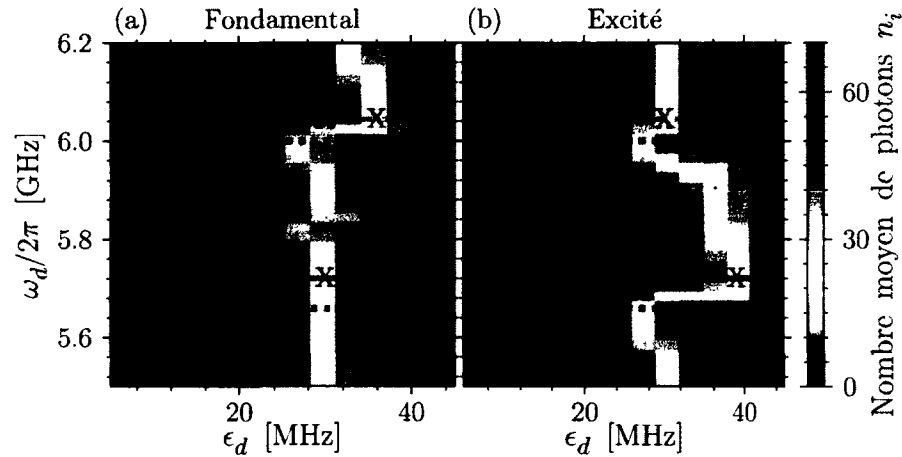 (a) Fondamental
(b) Excité
6.2
6.0
5.8
5.6
ω_d/2π [GHz]
X
X
X
X
20 40
ϵ_d [MHz]
20 40
ϵ_d [MHz]
60
30
0
Nombre moyen de photons n_i